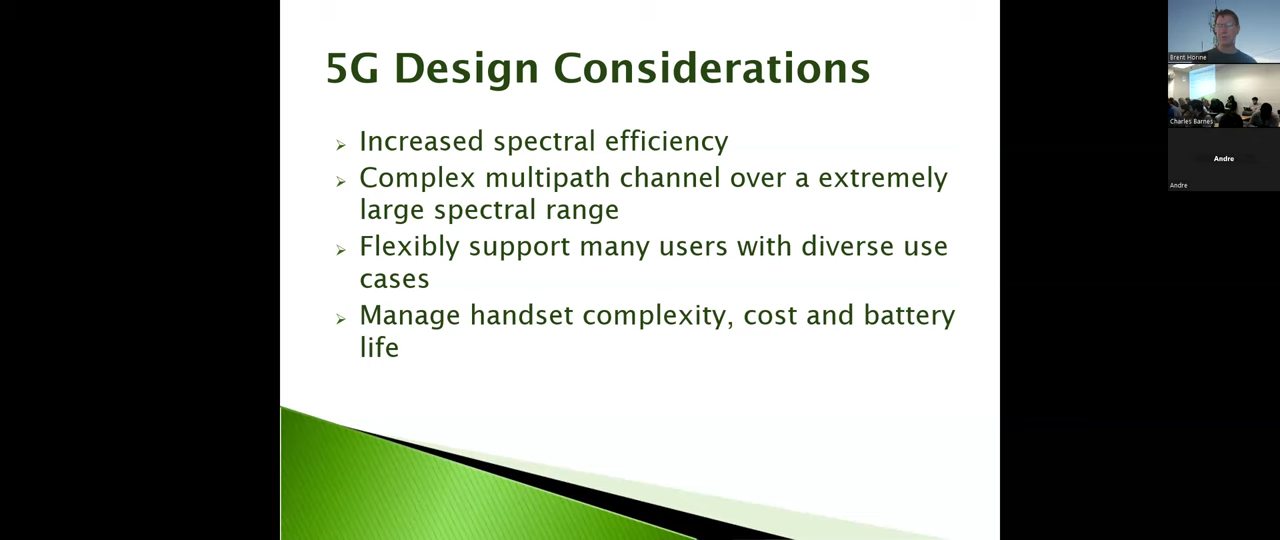 5G Design Considerations
Increased spectral efficiency
Complex multipath channel over a extremely
large spectral range
Flexibly support many users with diverse use
cases
Manage handset complexity, cost and battery
life
Brent Horine
Charles Barnes
Andre
Andre